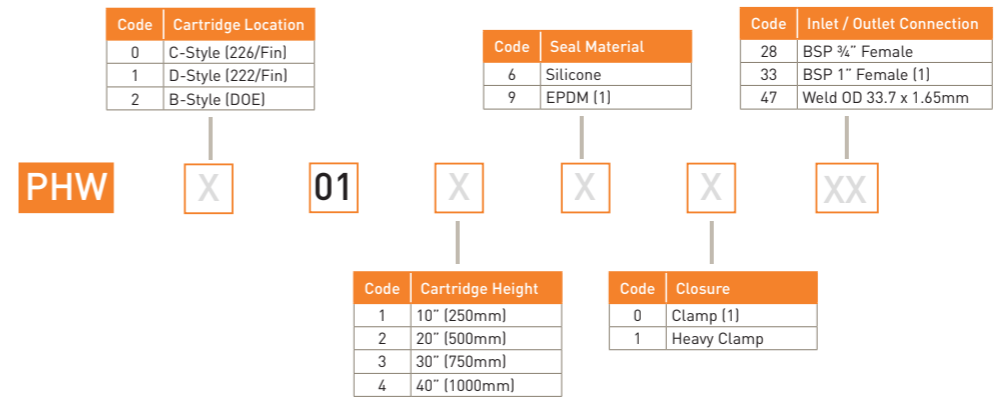 Code Cartridge Location
0 C-Style (226/Fin)
1 D-Style (222/Fin)
2 B-Style (DOE)
Code Seal Material
6 Silicone
9 EPDM (1)
Code Inlet / Outlet Connection
28 BSP ¾" Female
33 BSP 1" Female (1)
47 Weld OD 33.7 x 1.65mm
PHW X 01 X X X XX
Code Cartridge Height
1 10" (250mm)
2 20" (500mm)
3 30" (750mm)
4 40" (1000mm)
Code Closure
0 Clamp (1)
1 Heavy Clamp